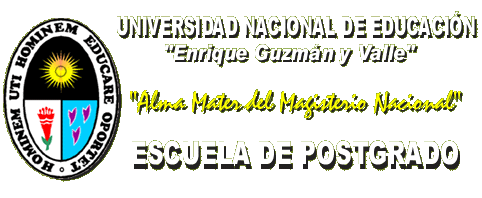 UNIVERSIDAD NACIONAL DE EDUCACIÓN
"Enrique Guzmán y Valle"
"Alma Mater del Magisterio Nacional"
ESCUELA DE POSTGRADO
HOMINEM UTI HOMINEM EDUCARE OPORTET